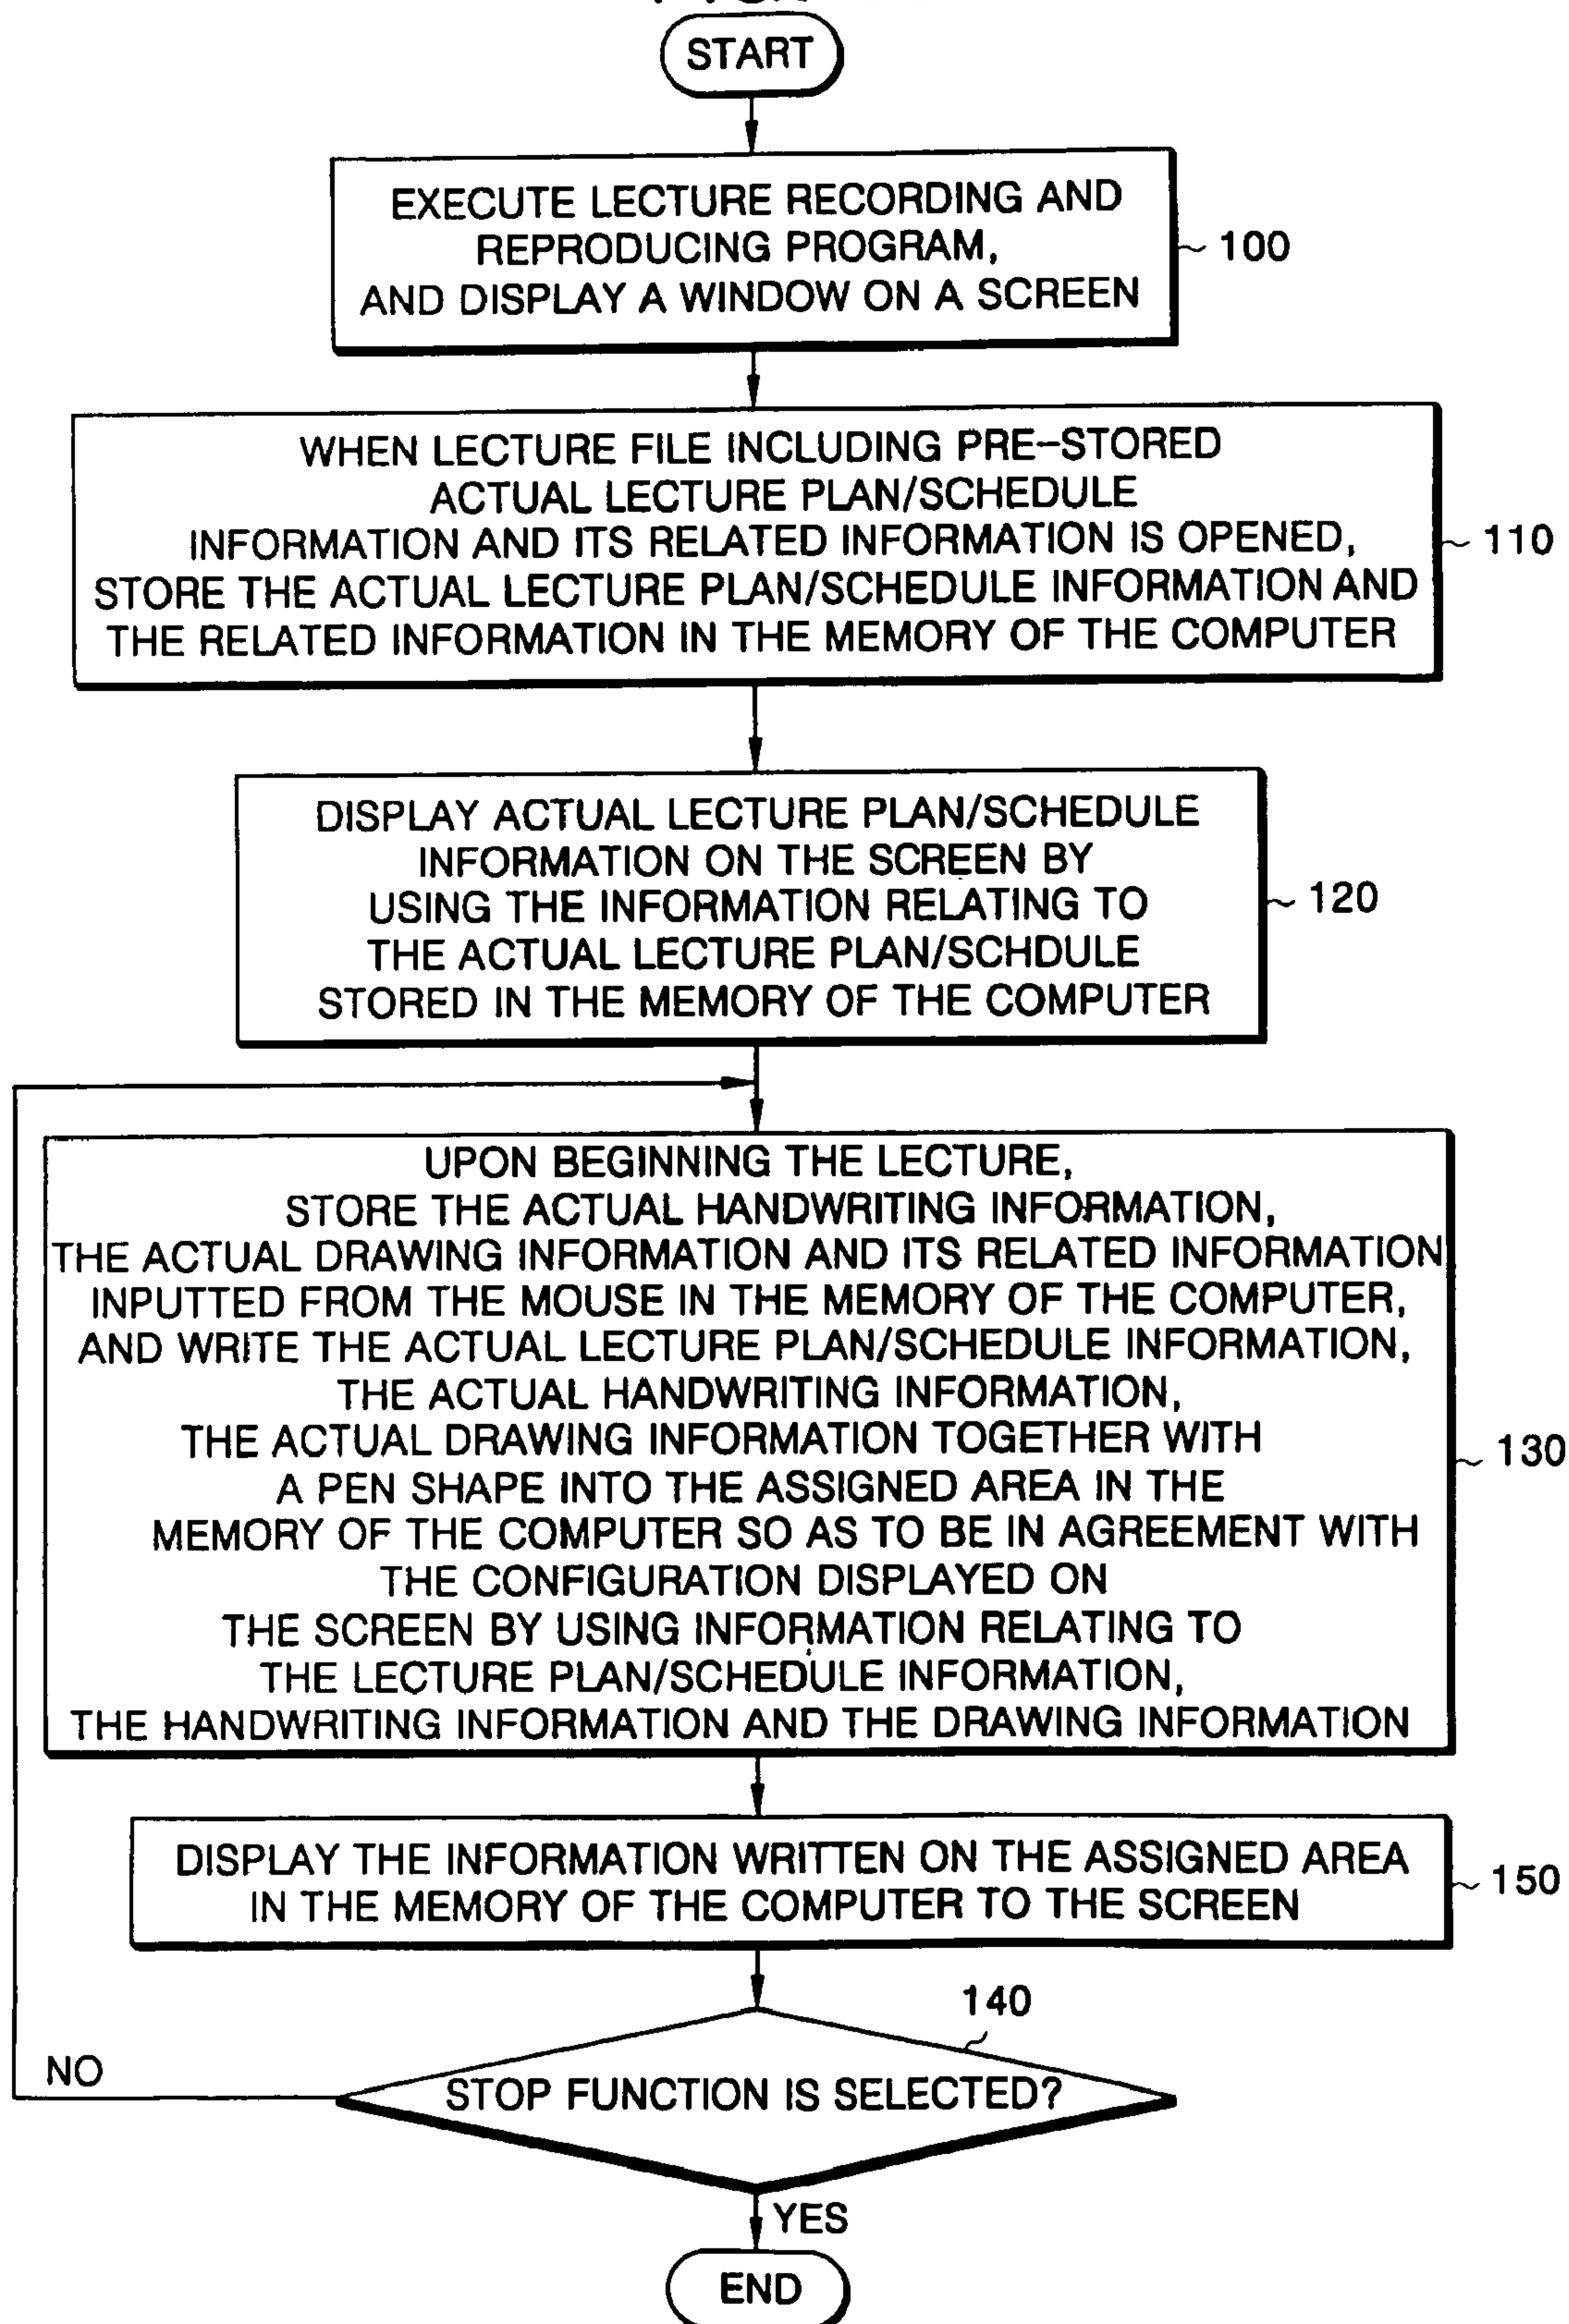 START
EXECUTE LECTURE RECORDING AND
REPRODUCING PROGRAM,
AND DISPLAY A WINDOW ON A SCREEN
100
WHEN LECTURE FILE INCLUDING PRE-STORED
ACTUAL LECTURE PLAN/SCHEDULE
INFORMATION AND ITS RELATED INFORMATION IS OPENED,
STORE THE ACTUAL LECTURE PLAN/SCHEDULE INFORMATION AND
THE RELATED INFORMATION IN THE MEMORY OF THE COMPUTER
110
DISPLAY ACTUAL LECTURE PLAN/SCHEDULE
INFORMATION ON THE SCREEN BY
USING THE INFORMATION RELATING TO
THE ACTUAL LECTURE PLAN/SCHDULE
STORED IN THE MEMORY OF THE COMPUTER
120
UPON BEGINNING THE LECTURE,
STORE THE ACTUAL HANDWRITING INFORMATION,
THE ACTUAL DRAWING INFORMATION AND ITS RELATED INFORMATION
INPUTTED FROM THE MOUSE IN THE MEMORY OF THE COMPUTER,
AND WRITE THE ACTUAL LECTURE PLAN/SCHEDULE INFORMATION,
THE ACTUAL HANDWRITING INFORMATION,
THE ACTUAL DRAWING INFORMATION TOGETHER WITH
A PEN SHAPE INTO THE ASSIGNED AREA IN THE
MEMORY OF THE COMPUTER SO AS TO BE IN AGREEMENT WITH
THE CONFIGURATION DISPLAYED ON
THE SCREEN BY USING INFORMATION RELATING TO
THE LECTURE PLAN/SCHEDULE INFORMATION,
THE HANDWRITING INFORMATION AND THE DRAWING INFORMATION
130
DISPLAY THE INFORMATION WRITTEN ON THE ASSIGNED AREA
IN THE MEMORY OF THE COMPUTER TO THE SCREEN
150
140
STOP FUNCTION IS SELECTED?
NO
YES
END